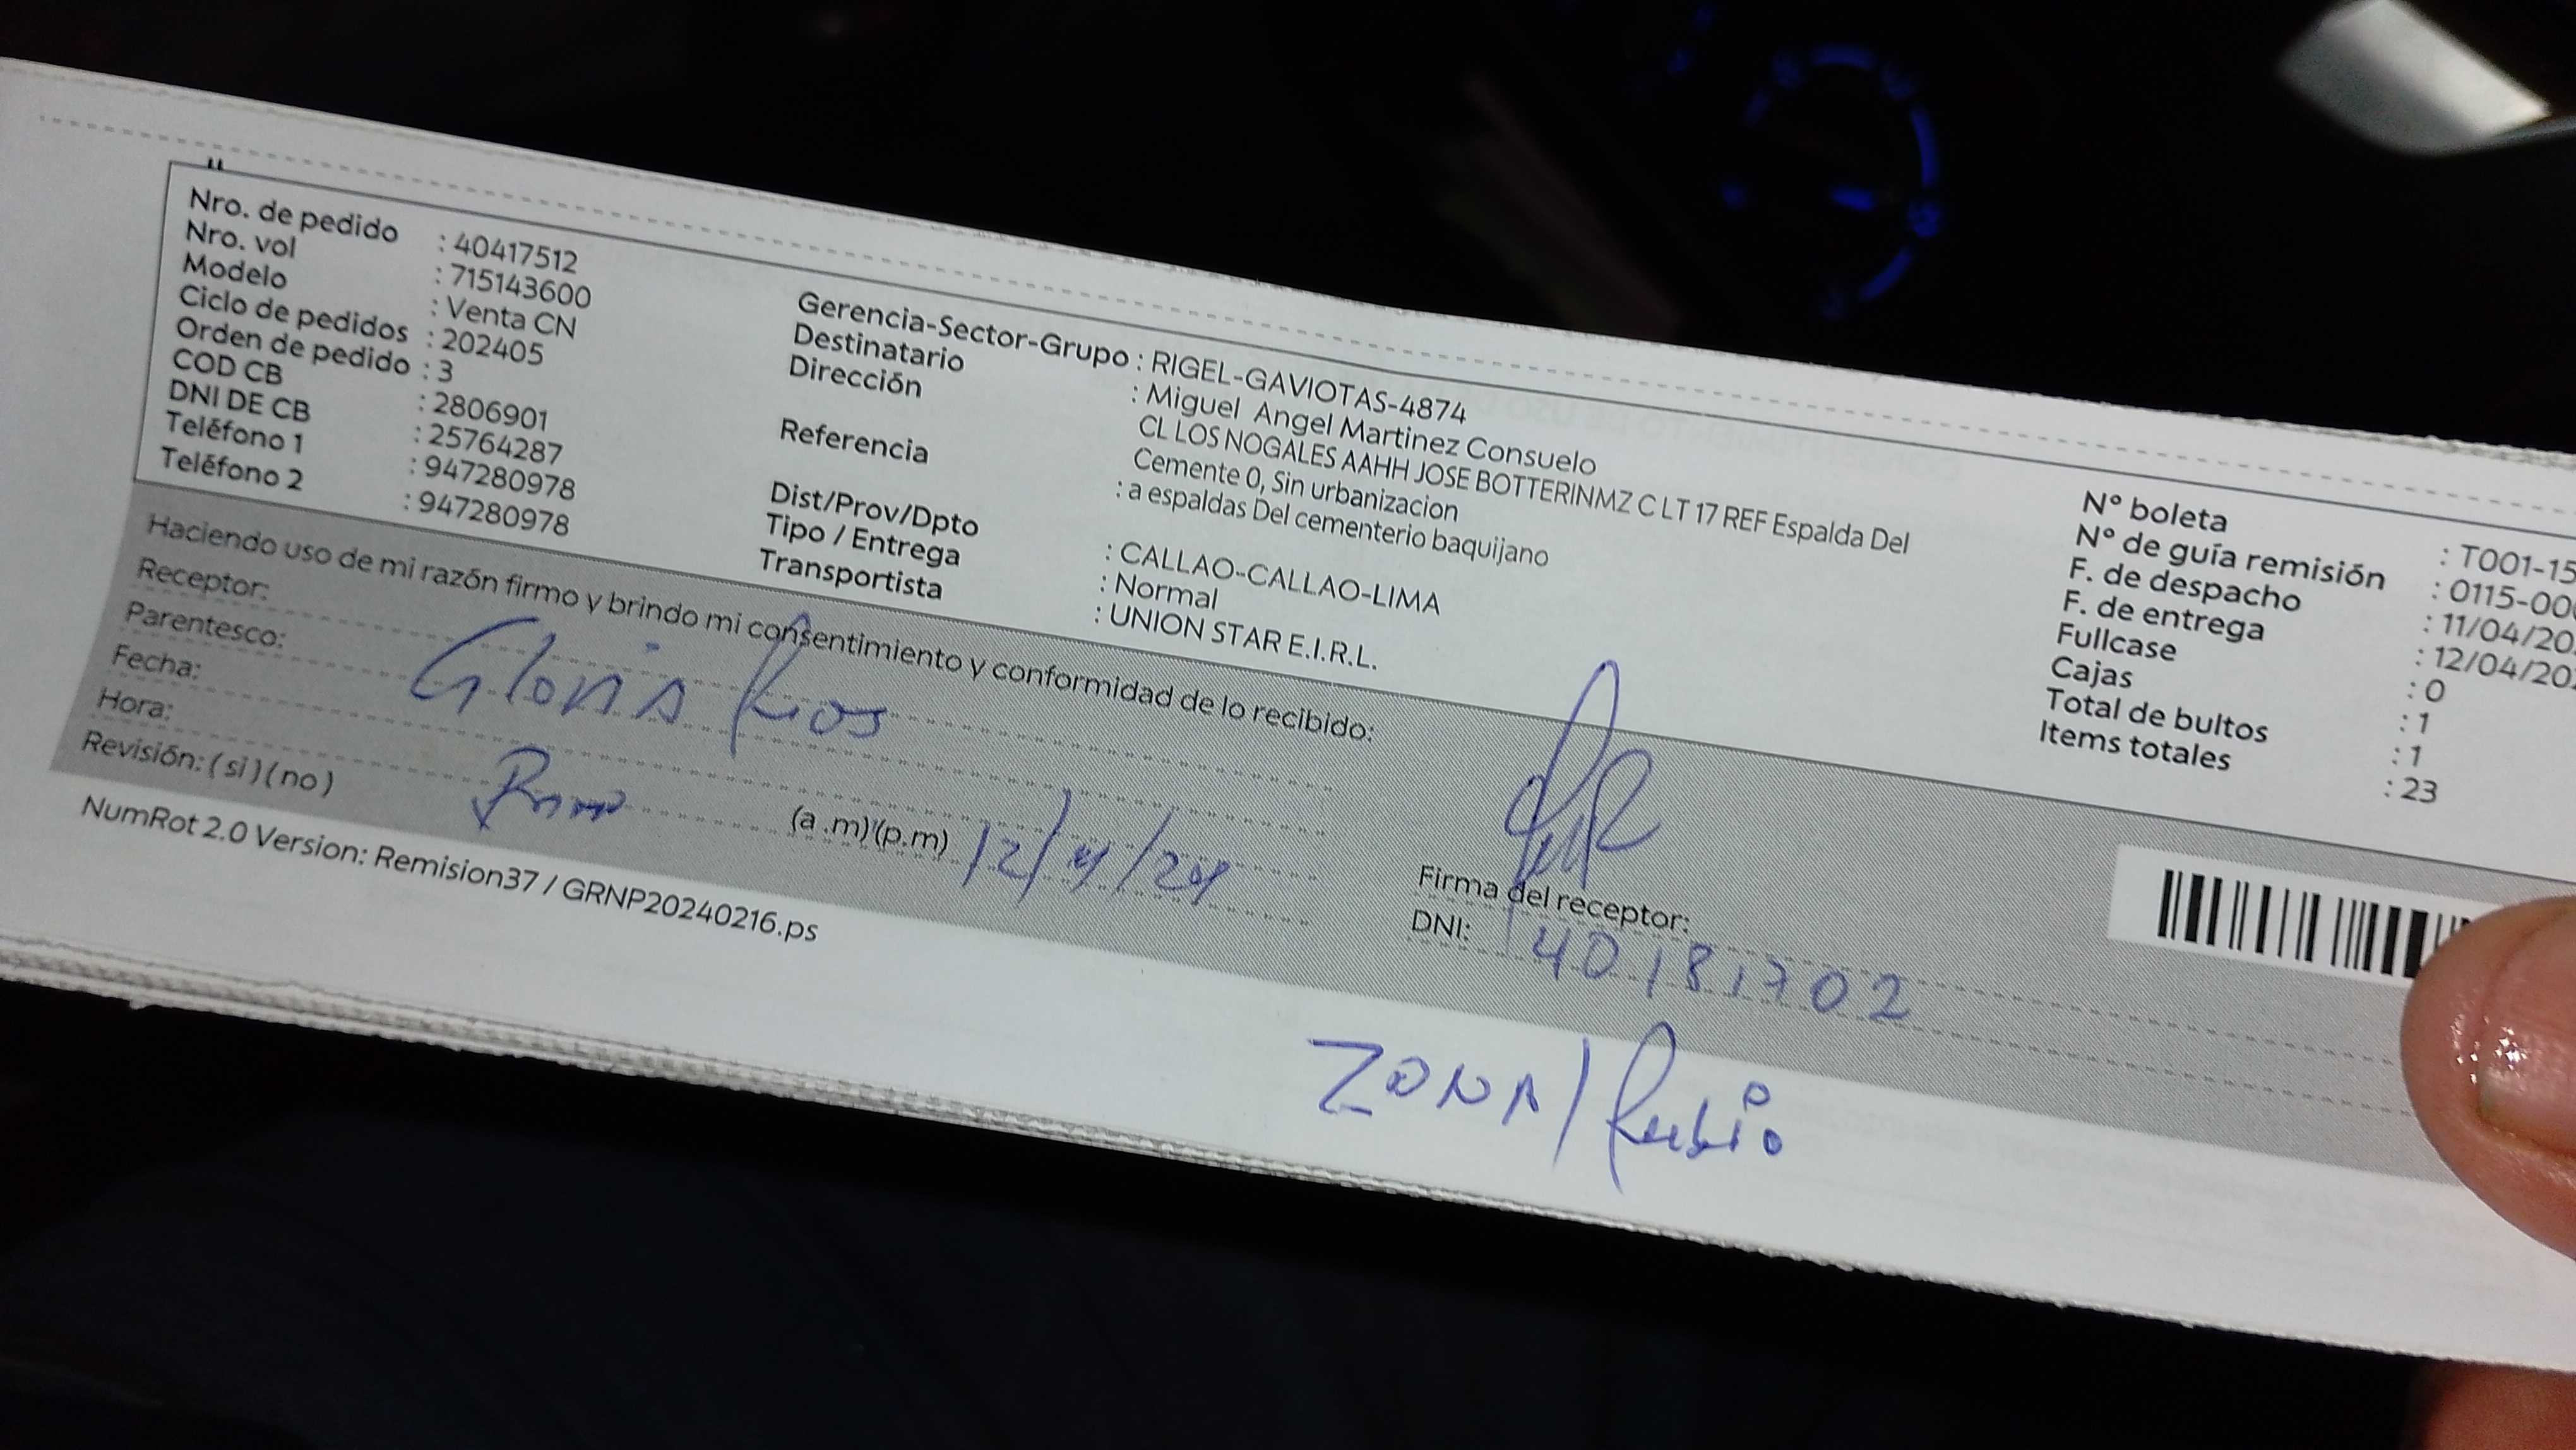 Nro. de pedido : 40417512
Nro. vol : 715143600
Modelo : Venta CN
Ciclo de pedidos : 202405
Orden de pedido : 3
COD CB : 2806901
DNI DE CB : 25764287
Teléfono 1 : 947280978
Teléfono 2 : 947280978
Gerencia-Sector-Grupo : RIGEL-GAVIOTAS-4874
Destinatario : Miguel Angel Martinez Consuelo
Dirección CL LOS NOGALES AAHH JOSE BOTTERINMZ C LT 17 REF Espalda Del
Cemente 0, Sin urbanizacion
Referencia : a espaldas Del cementerio baquijano
Dist/Prov/Dpto : CALLAO-CALLAO-LIMA
Tipo / Entrega : Normal
Transportista : UNION STAR E.I.R.L.
N° boleta : T001-15
N° de guía remisión : 0115-00
F. de despacho : 11/04/20
F. de entrega : 12/04/20
Fullcase : 0
Cajas : 1
Total de bultos : 1
Items totales : 23
Haciendo uso de mi razón firmo y brindo mi consentimiento y conformidad de lo recibido:
Receptor: Gloria Rios
Parentesco:
Fecha:
Hora: (a .m)(p.m) 12/4/24
Revisión: ( si ) ( no )
Firma del receptor:
DNI: 40181702
NumRot 2.0 Version: Remision37 / GRNP20240216.ps
ZONA/Rubio